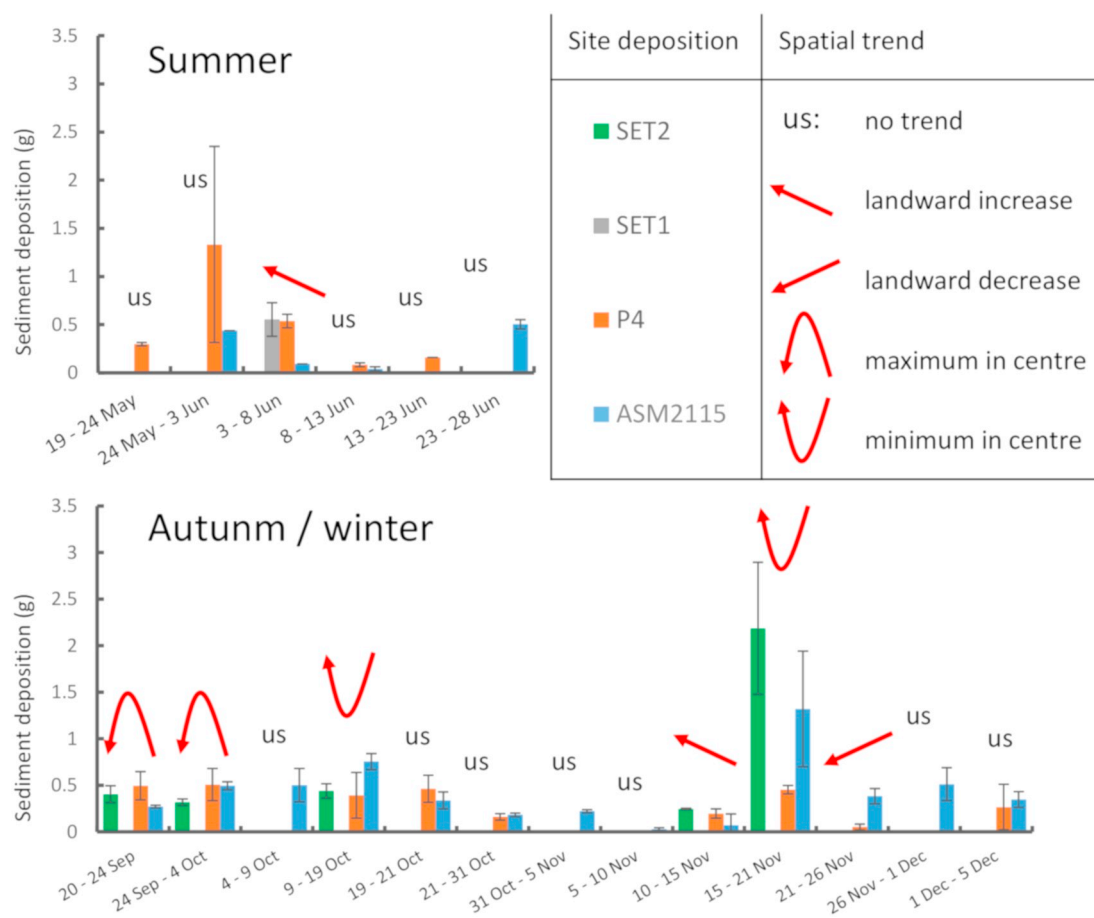 Summer
Sediment deposition (g)
3.5
3
2.5
2
1.5
1
0.5
0
us
us
us
us
us
19 - 24 May
24 May - 3 Jun
3 - 8 Jun
8 - 13 Jun
13 - 23 Jun
23 - 28 Jun
Site deposition
Spatial trend
SET2
SET1
P4
ASM2115
us: no trend
landward increase
landward decrease
maximum in centre
minimum in centre
Autunm / winter
Sediment deposition (g)
3.5
3
2.5
2
1.5
1
0.5
0
us
us
us
us
us
us
us
20 - 24 Sep
24 Sep - 4 Oct
4 - 9 Oct
9 - 19 Oct
19 - 21 Oct
21 - 31 Oct
31 Oct - 5 Nov
5 - 10 Nov
10 - 15 Nov
15 - 21 Nov
21 - 26 Nov
26 Nov - 1 Dec
1 Dec - 5 Dec